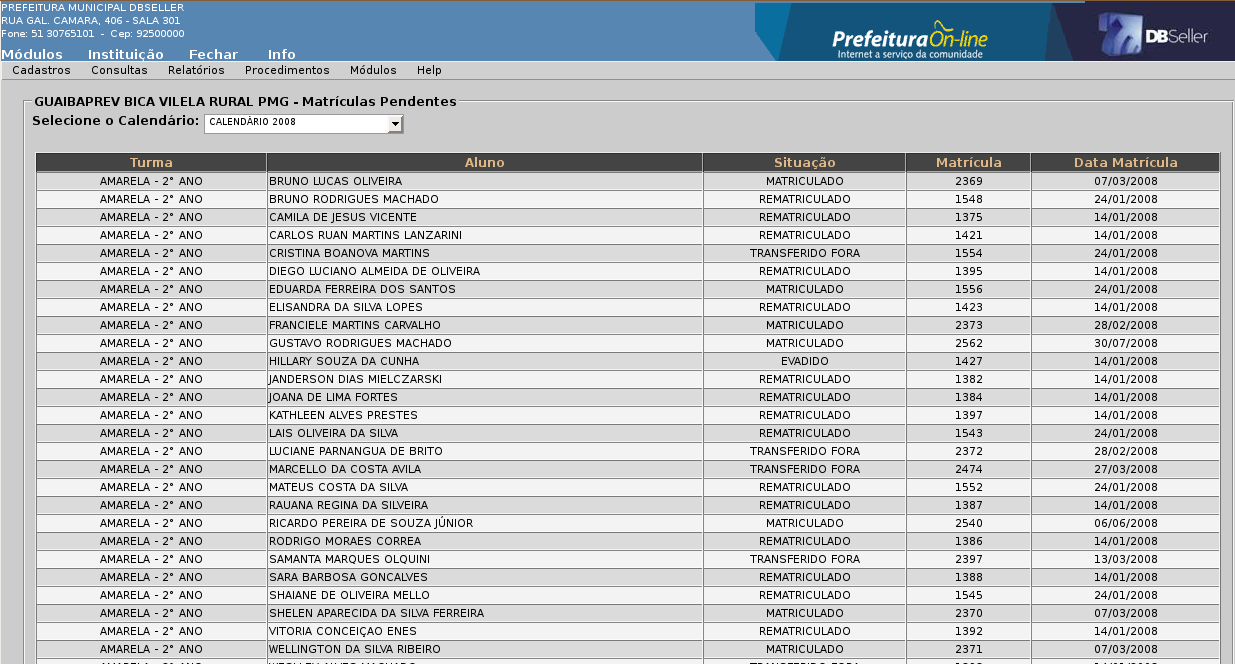 PREFEITURA MUNICIPAL DBSELLER
RUA GAL. CAMARA, 406 - SALA 301
Fone: 51 30765101 - Cep: 92500000
Módulos Instituição Fechar Info
Prefeitura On-line
Internet a serviço da comunidade
DBSeller
Cadastros Consultas Relatórios Procedimentos Módulos Help
GUAIBAPREV BICA VILELA RURAL PMG - Matrículas Pendentes
Selecione o Calendário: CALENDÁRIO 2008
Turma Aluno Situação Matrícula Data Matrícula
AMARELA - 2° ANO BRUNO LUCAS OLIVEIRA MATRICULADO 2369 07/03/2008
AMARELA - 2° ANO BRUNO RODRIGUES MACHADO REMATRICULADO 1548 24/01/2008
AMARELA - 2° ANO CAMILA DE JESUS VICENTE REMATRICULADO 1375 14/01/2008
AMARELA - 2° ANO CARLOS RUAN MARTINS LANZARINI REMATRICULADO 1421 14/01/2008
AMARELA - 2° ANO CRISTINA BOANOVA MARTINS TRANSFERIDO FORA 1554 24/01/2008
AMARELA - 2° ANO DIEGO LUCIANO ALMEIDA DE OLIVEIRA REMATRICULADO 1395 14/01/2008
AMARELA - 2° ANO EDUARDA FERREIRA DOS SANTOS MATRICULADO 1556 24/01/2008
AMARELA - 2° ANO ELISANDRA DA SILVA LOPES REMATRICULADO 1423 14/01/2008
AMARELA - 2° ANO FRANCIELE MARTINS CARVALHO MATRICULADO 2373 28/02/2008
AMARELA - 2° ANO GUSTAVO RODRIGUES MACHADO MATRICULADO 2562 30/07/2008
AMARELA - 2° ANO HILLARY SOUZA DA CUNHA EVADIDO 1427 14/01/2008
AMARELA - 2° ANO JANDERSON DIAS MIELCZARSKI REMATRICULADO 1382 14/01/2008
AMARELA - 2° ANO JOANA DE LIMA FORTES REMATRICULADO 1384 14/01/2008
AMARELA - 2° ANO KATHLEEN ALVES PRESTES REMATRICULADO 1397 14/01/2008
AMARELA - 2° ANO LAIS OLIVEIRA DA SILVA REMATRICULADO 1543 24/01/2008
AMARELA - 2° ANO LUCIANE PARNANGUA DE BRITO TRANSFERIDO FORA 2372 28/02/2008
AMARELA - 2° ANO MARCELLO DA COSTA AVILA TRANSFERIDO FORA 2474 27/03/2008
AMARELA - 2° ANO MATEUS COSTA DA SILVA REMATRICULADO 1552 24/01/2008
AMARELA - 2° ANO RAUANA REGINA DA SILVEIRA REMATRICULADO 1387 14/01/2008
AMARELA - 2° ANO RICARDO PEREIRA DE SOUZA JÚNIOR MATRICULADO 2540 06/06/2008
AMARELA - 2° ANO RODRIGO MORAES CORREA REMATRICULADO 1386 14/01/2008
AMARELA - 2° ANO SAMANTA MARQUES OLQUINI TRANSFERIDO FORA 2397 13/03/2008
AMARELA - 2° ANO SARA BARBOSA GONCALVES REMATRICULADO 1388 14/01/2008
AMARELA - 2° ANO SHAIANE DE OLIVEIRA MELLO REMATRICULADO 1545 24/01/2008
AMARELA - 2° ANO SHELEN APARECIDA DA SILVA FERREIRA MATRICULADO 2370 07/03/2008
AMARELA - 2° ANO VITORIA CONCEIÇAO ENES REMATRICULADO 1392 14/01/2008
AMARELA - 2° ANO WELLINGTON DA SILVA RIBEIRO MATRICULADO 2371 07/03/2008